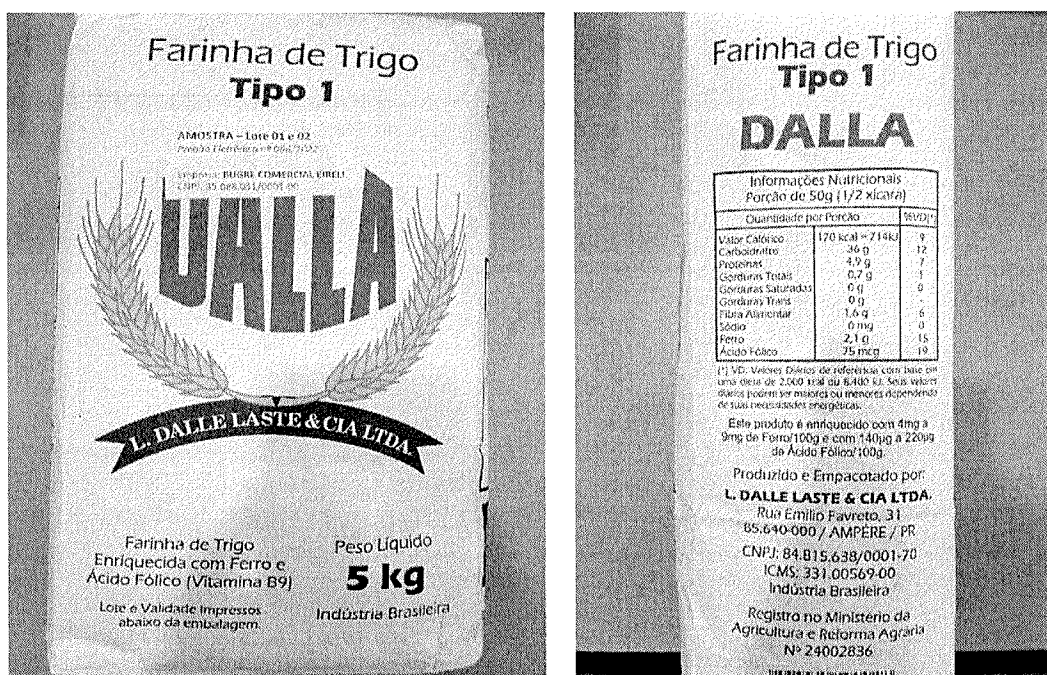 Farinha de Trigo
Tipo 1
AMOSTRA – Lote 01 e 02
Pregão Eletrônico nº
Empresa: BUGRE COMERCIAL EIRELI
CNPJ:
DALLA
L. DALLE LASTE & CIA LTDA.
Farinha de Trigo
Enriquecida com Ferro e
Ácido Fólico (Vitamina B9)
Lote e Validade Impressos
abaixo da embalagem.
Peso Líquido
5 kg
Indústria Brasileira
Farinha de Trigo
Tipo 1
DALLA
Informações Nutricionais
Porção de 50g (1/2 xícara)
Quantidade por Porção %VD(*)
Valor Calórico 170 kcal = 714kJ 9
Carboidratos 36 g 12
Proteínas 4,9 g 7
Gorduras Totais 0,7 g 1
Gorduras Saturadas 0 g 0
Gorduras Trans 0 g -
Fibra Alimentar 1,6 g 6
Sódio 0 mg 0
Ferro 2,1 g 15
Ácido Fólico 75 mcg 19
(*) VD: Valores Diários de referência com base em
uma dieta de 2.000 kcal ou 8.400 kJ. Seus valores
diários podem ser maiores ou menores dependendo
de suas necessidades energéticas.
Este produto é enriquecido com 4mg a
9mg de Ferro/100g e com 140µg a 220µg
de Ácido Fólico/100g.
Produzido e Empacotado por:
L. DALLE LASTE & CIA LTDA.
Rua Emílio Favreto, 31
85.640-000 / AMPÉRE / PR
CNPJ: 84.815.638/0001-70
ICMS: 331.00569-00
Indústria Brasileira
Registro no Ministério da
Agricultura e Reforma Agrária
Nº 24002836